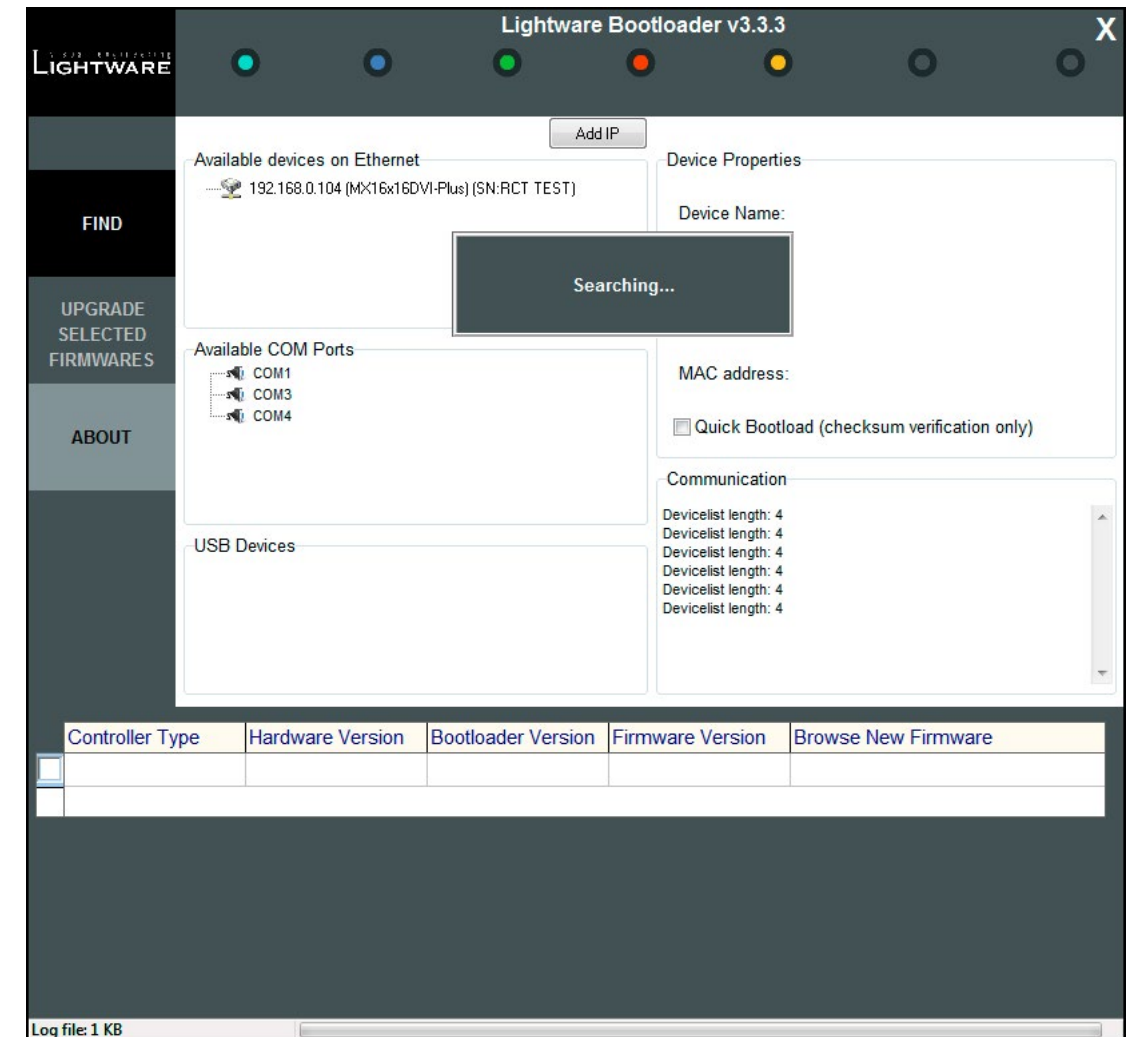 Lightware Bootloader v3.3.3
X
LIGHTWARE
Add IP
Available devices on Ethernet
192.168.0.104 (MX16x16DVI-Plus) (SN:RCT TEST)
Device Properties
Device Name:
FIND
Searching...
UPGRADE
SELECTED
FIRMWARES
Available COM Ports
COM1
COM3
COM4
MAC address:
Quick Bootload (checksum verification only)
ABOUT
Communication
Devicelist length: 4
Devicelist length: 4
Devicelist length: 4
Devicelist length: 4
Devicelist length: 4
Devicelist length: 4
USB Devices
Controller Type Hardware Version Bootloader Version Firmware Version Browse New Firmware
Log file: 1 KB